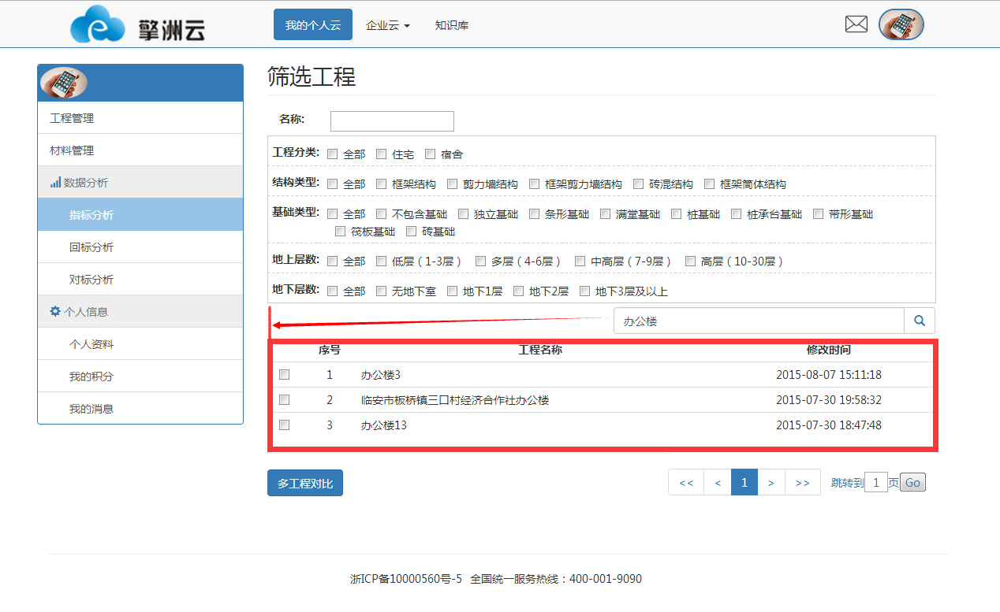 擎洲云 我的个人云 企业云 知识库
工程管理
材料管理
数据分析
指标分析
回标分析
对标分析
个人信息
个人资料
我的积分
我的消息
筛选工程
名称:
工程分类: 全部 住宅 宿舍
结构类型: 全部 框架结构 剪力墙结构 框架剪力墙结构 砖混结构 框架筒体结构
基础类型: 全部 不包含基础 独立基础 条形基础 满堂基础 桩基础 桩承台基础 带形基础
筏板基础 砖基础
地上层数: 全部 低层（1-3层） 多层（4-6层） 中高层（7-9层） 高层（10-30层）
地下层数: 全部 无地下室 地下1层 地下2层 地下3层及以上
办公楼
序号 工程名称 修改时间
1 办公楼3 2015-08-07 15:11:18
2 临安市板桥镇三口村经济合作社办公楼 2015-07-30 19:58:32
3 办公楼13 2015-07-30 18:47:48
多工程对比 << < 1 > >> 跳转到 1 页 Go
浙ICP备10000560号-5 全国统一服务热线：400-001-9090